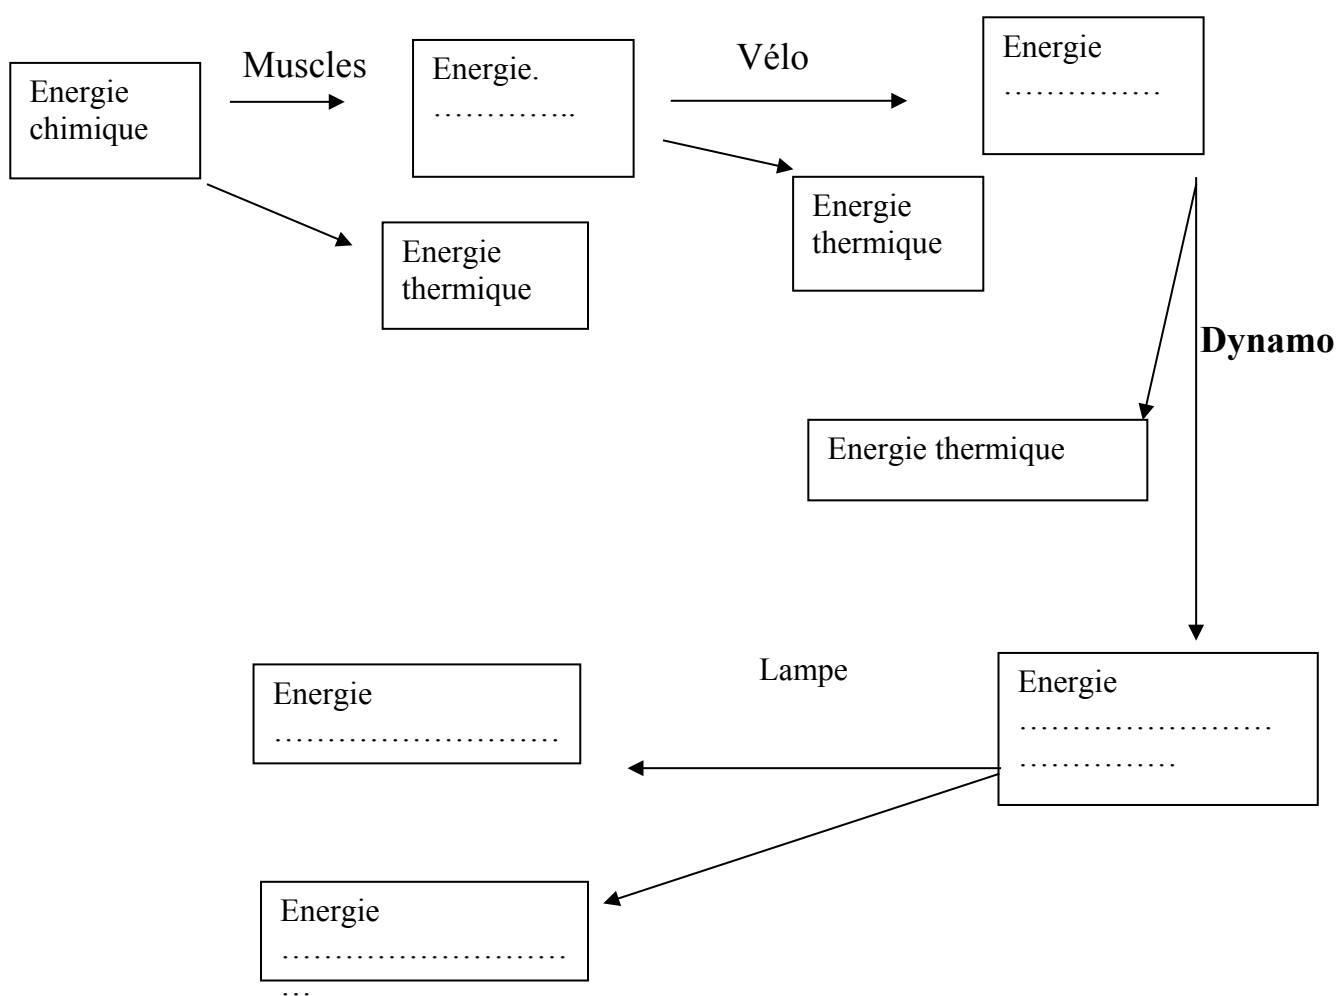 Energie
chimique
Muscles
Energie.
…………..
Vélo
Energie
……………
Energie
thermique
Energie
thermique
Dynamo
Energie thermique
Lampe
Energie
……………………
……………
Energie
………………………
Energie
………………………
…